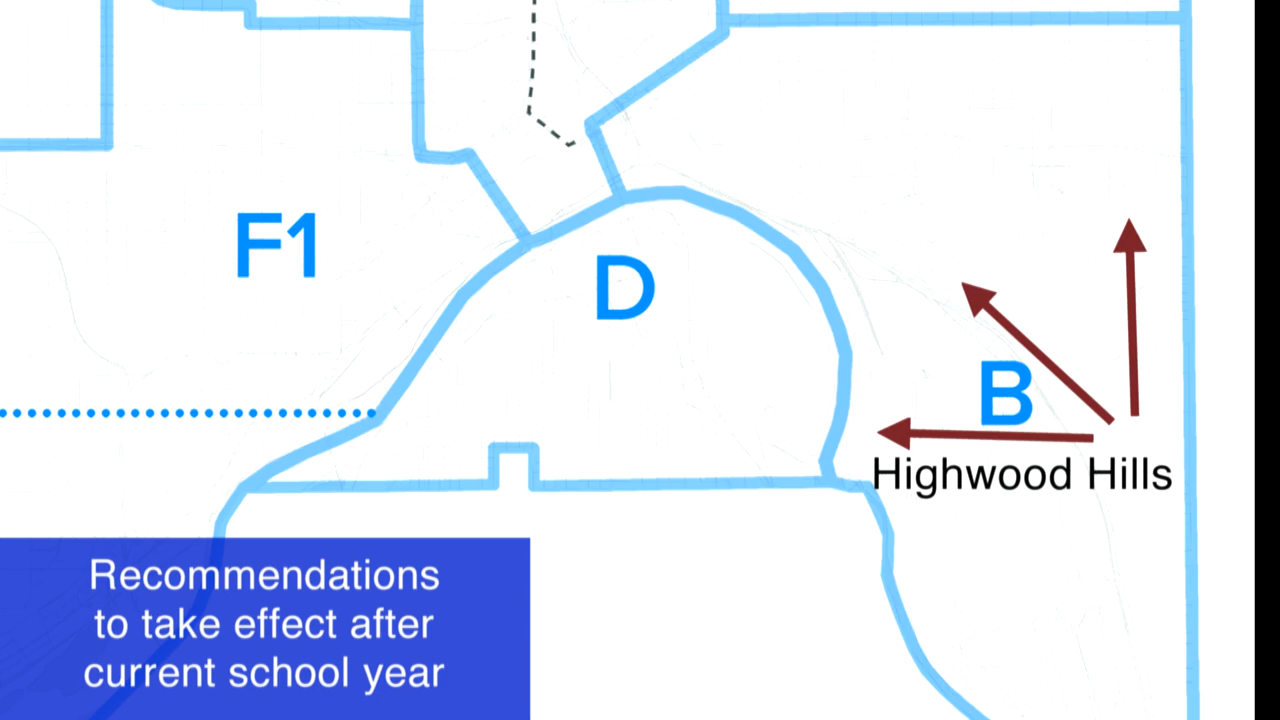 F1
D
B
Highwood Hills
Recommendations
to take effect after
current school year